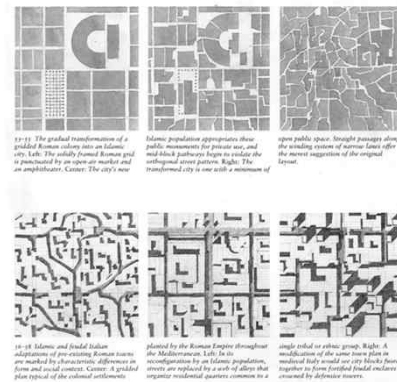 53-55 The gradual transformation of a
gridded Roman colony into an Islamic
city. Left: The solidly framed Roman grid
is punctuated by an open-air market and
an amphitheater. Center: The city's new
Islamic population appropriates these
public monuments for private use, and
mid-block pathways begin to violate the
orthogonal street pattern. Right: The
transformed city is one with a minimum of
open public space. Straight passages along
the winding system of narrow lanes offer
the merest suggestion of the original
layout.
56-58 Islamic and feudal Italian
adaptations of pre-existing Roman towns
are marked by characteristic differences in
form and social context. Center: A gridded
plan typical of the colonial settlements
planted by the Roman Empire throughout
the Mediterranean. Left: In its
reconfiguration by an Islamic population,
streets are replaced by a web of alleys that
organize residential quarters common to a
single tribal or ethnic group. Right: A
modification of the same town plan in
medieval Italy would see city blocks fused
together to form fortified feudal enclaves
crowned by defensive towers.